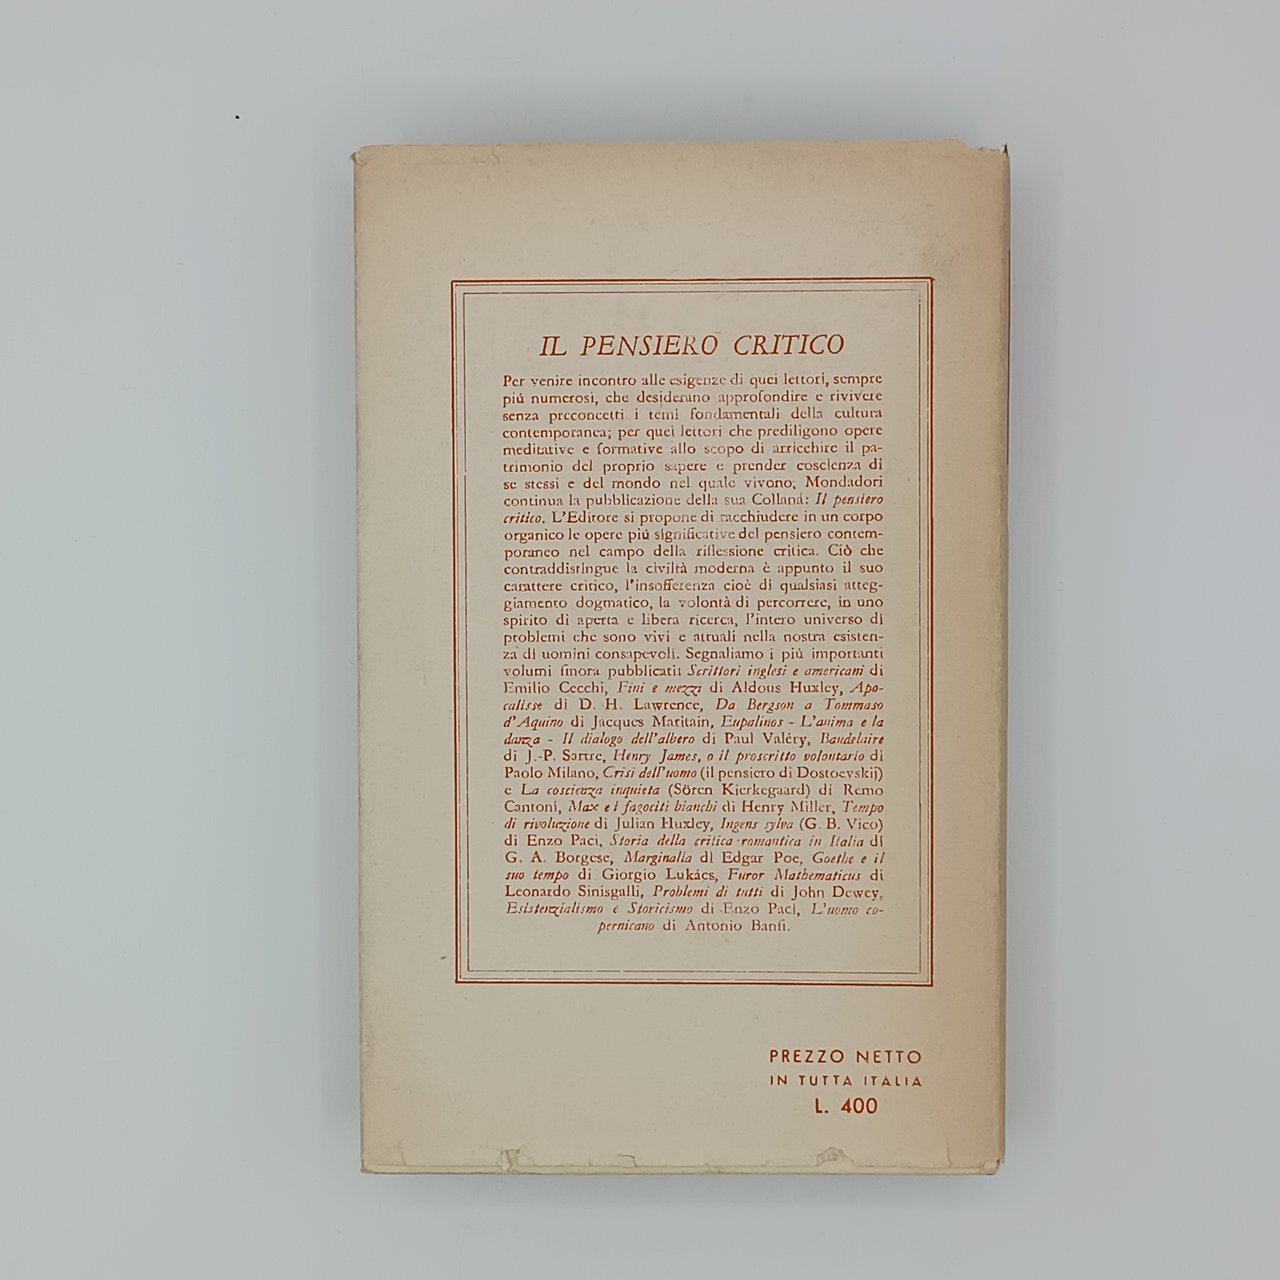 IL PENSIERO CRITICO
Per venire incontro alle esigenze di quei lettori, sempre
piú numerosi, che desiderano approfondire e rivivere
senza preconcetti i temi fondamentali della cultura
contemporanea; per quei lettori che prediligono opere
meditative e formative allo scopo di arricchire il pa-
trimonio del proprio sapere e prender coscienza di
se stessi e del mondo nel quale vivono, Mondadori
continua la pubblicazione della sua Collana: Il pensiero
critico. L'Editore si propone di racchiudere in un corpo
organico le opere piú significative del pensiero contem-
poraneo nel campo della riflessione critica. Ciò che
contraddistingue la civiltà moderna è appunto il suo
carattere critico, l'insofferenza cioè di qualsiasi atteg-
giamento dogmatico, la volontà di percorrere, in uno
spirito di aperta e libera ricerca, l'intero universo di
problemi che sono vivi e attuali nella nostra esisten-
za di uomini consapevoli. Segnaliamo i piú importanti
volumi finora pubblicati: Scrittori inglesi e americani di
Emilio Cecchi, Fini e mezzi di Aldous Huxley, Apo-
calisse di D. H. Lawrence, Da Bergson a Tommaso
d'Aquino di Jacques Maritain, Eupalinos - L'anima e la
danza - Il dialogo dell'albero di Paul Valéry, Baudelaire
di J.-P. Sartre, Henry James, o il proscritto volontario di
Paolo Milano, Crisi dell'uomo (il pensiero di Dostoevskij)
e La coscienza inquieta (Sören Kierkegaard) di Remo
Cantoni, Max e i fagociti bianchi di Henry Miller, Tempo
di rivoluzione di Julian Huxley, Ingens sylva (G. B. Vico)
di Enzo Paci, Storia della critica romantica in Italia di
G. A. Borgese, Marginalia di Edgar Poe, Goethe e il
suo tempo di Giorgio Lukács, Furor Mathematicus di
Leonardo Sinisgalli, Problemi di tutti di John Dewey,
Esistenzialismo e Storicismo di Enzo Paci, L'uomo co-
pernicano di Antonio Banfi.
PREZZO NETTO
IN TUTTA ITALIA
L. 400